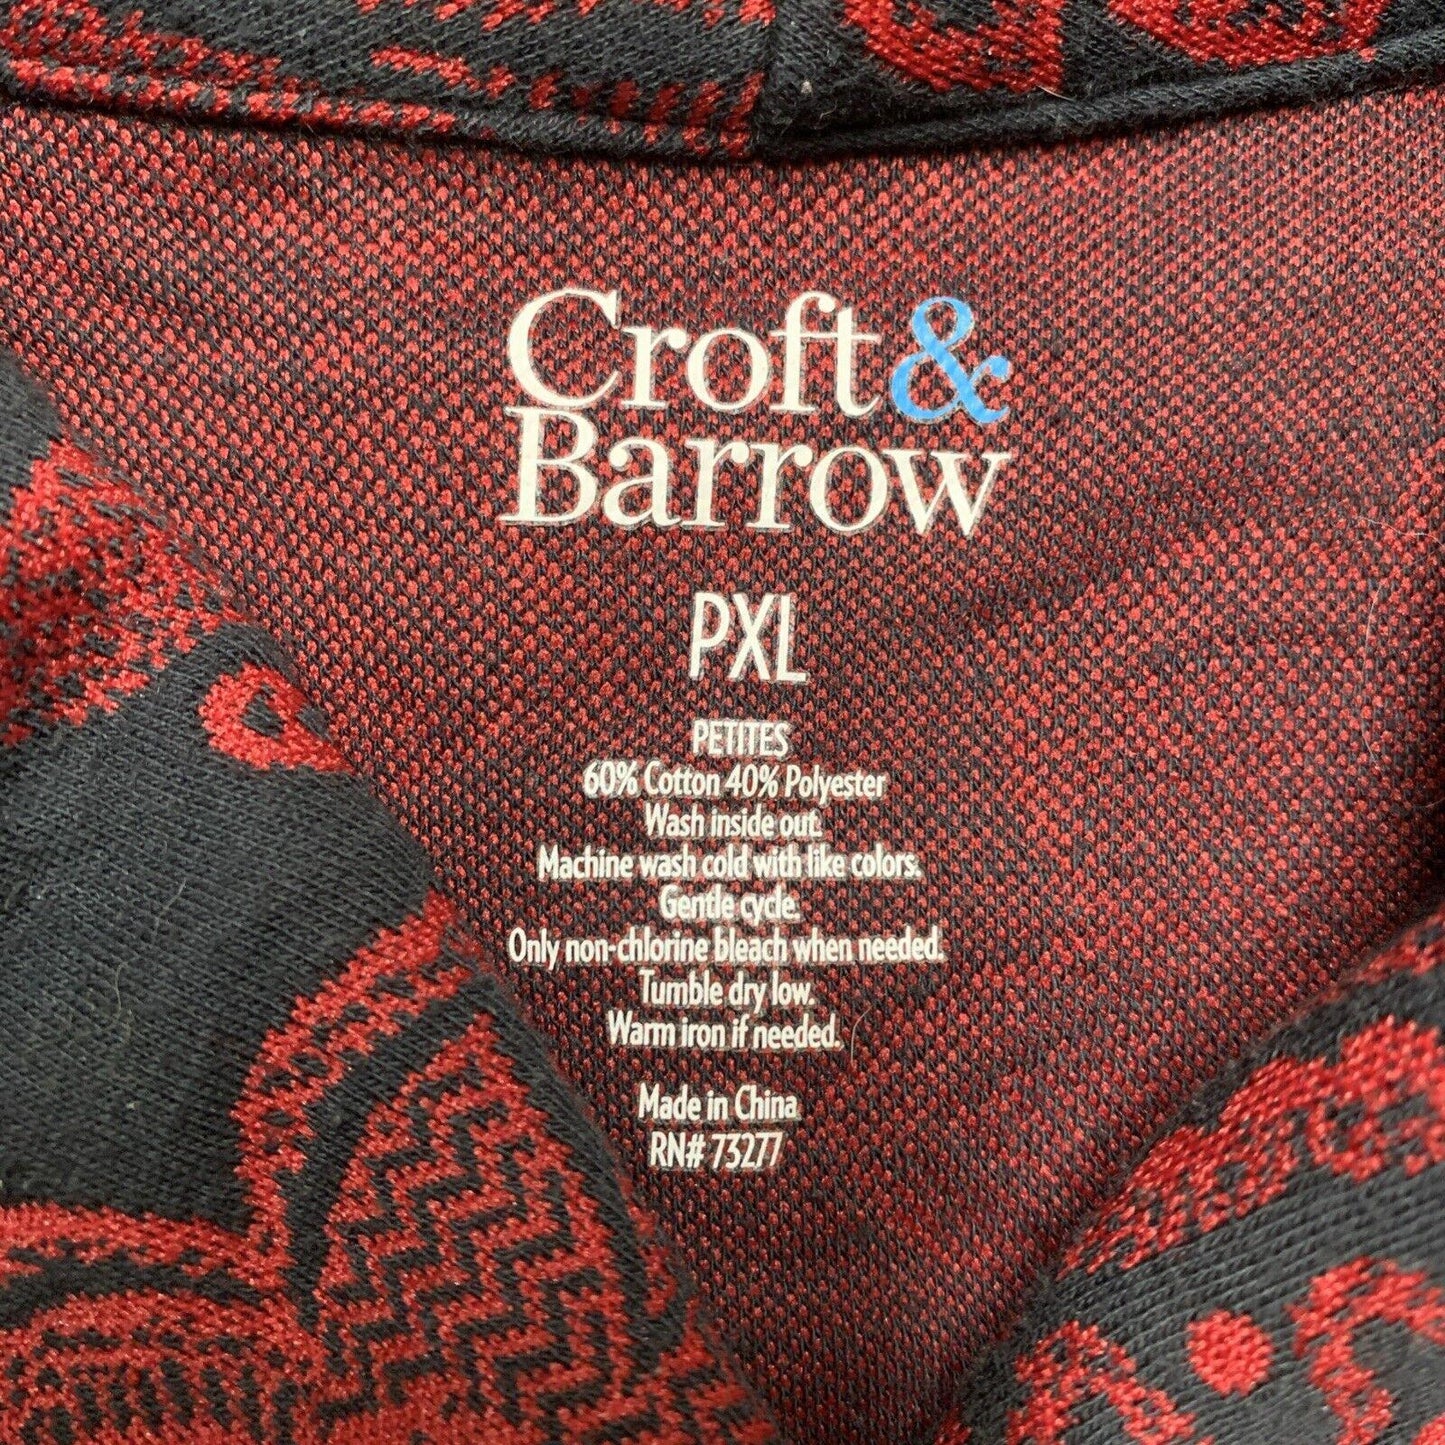 Croft &
Barrow
PXL
PETITES
60% Cotton 40% Polyester
Wash inside out.
Machine wash cold with like colors.
Gentle cycle.
Only non-chlorine bleach when needed.
Tumble dry low.
Warm iron if needed.
Made in China
RN# 73277